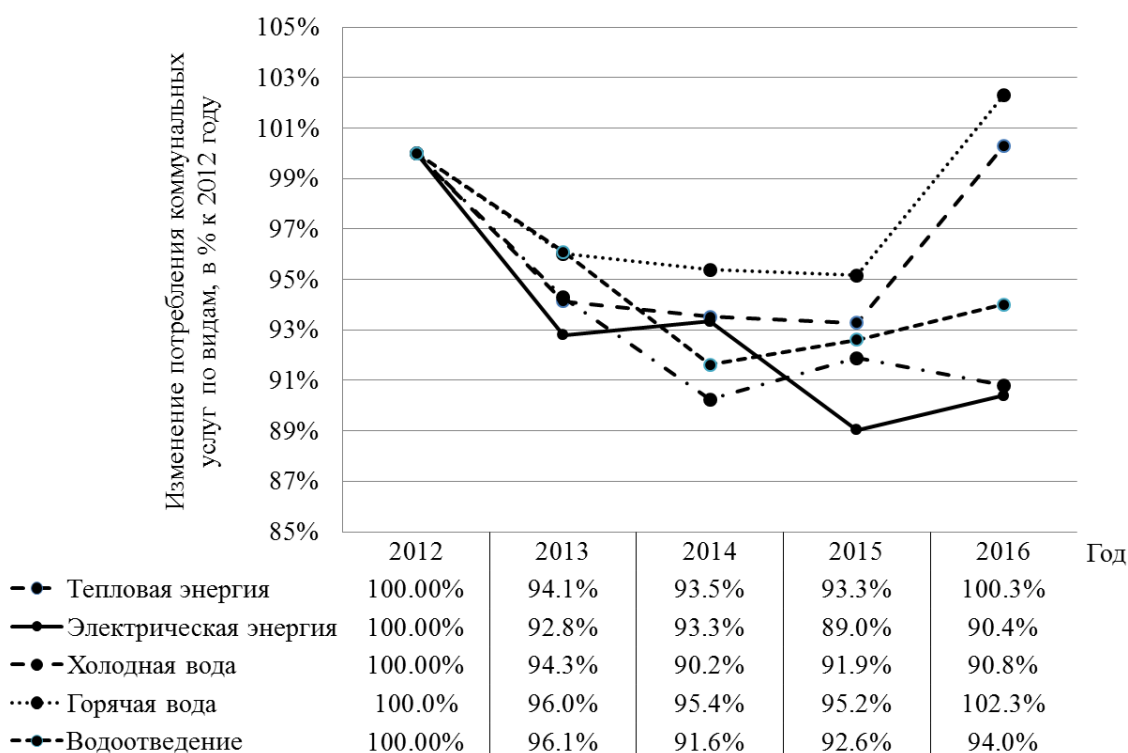 Изменение потребления коммунальных
услуг по видам, в % к 2012 году
105%
103%
101%
99%
97%
95%
93%
91%
89%
87%
85%
2012 2013 2014 2015 2016 Год
Тепловая энергия 100.00% 94.1% 93.5% 93.3% 100.3%
Электрическая энергия 100.00% 92.8% 93.3% 89.0% 90.4%
Холодная вода 100.00% 94.3% 90.2% 91.9% 90.8%
Горячая вода 100.0% 96.0% 95.4% 95.2% 102.3%
Водоотведение 100.00% 96.1% 91.6% 92.6% 94.0%